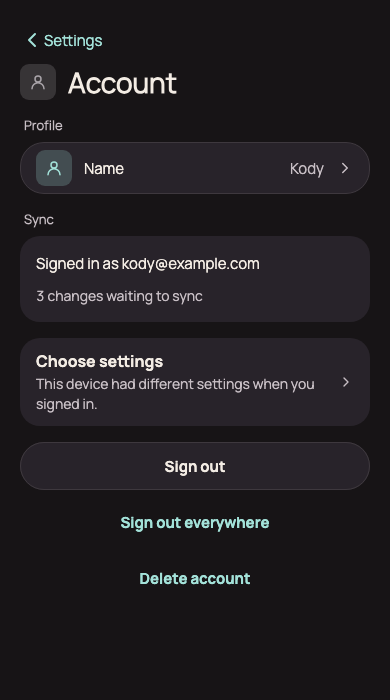 Settings
Account
Profile
Name Kody
Sync
Signed in as kody@example.com
3 changes waiting to sync
Choose settings
This device had different settings when you
signed in.
Sign out
Sign out everywhere
Delete account